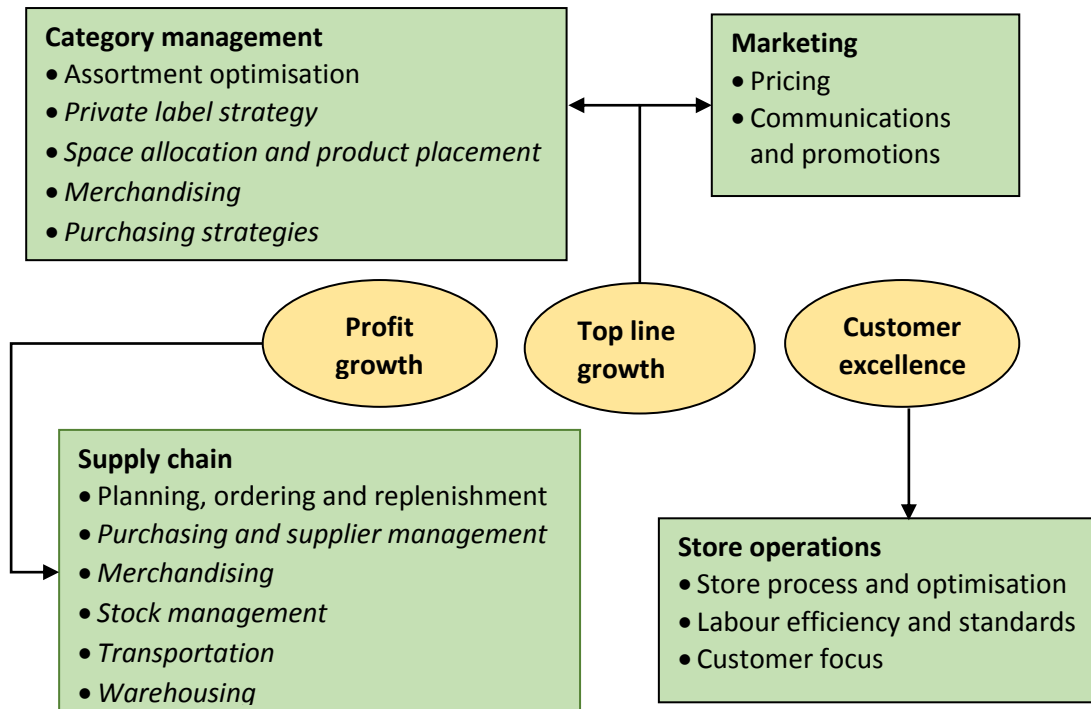 Category management
• Assortment optimisation
• Private label strategy
• Space allocation and product placement
• Merchandising
• Purchasing strategies
Marketing
• Pricing
• Communications
and promotions
Profit
growth
Top line
growth
Customer
excellence
Supply chain
• Planning, ordering and replenishment
• Purchasing and supplier management
• Merchandising
• Stock management
• Transportation
• Warehousing
Store operations
• Store process and optimisation
• Labour efficiency and standards
• Customer focus